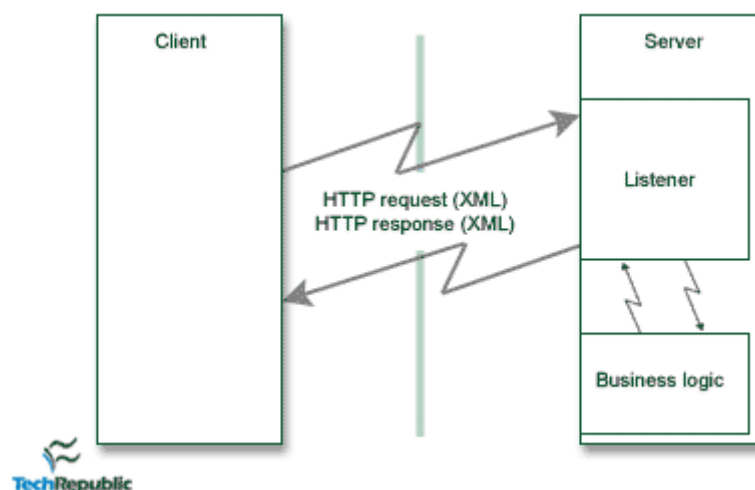 Client
Server
Listener
HTTP request (XML)
HTTP response (XML)
Business logic
TechRepublic